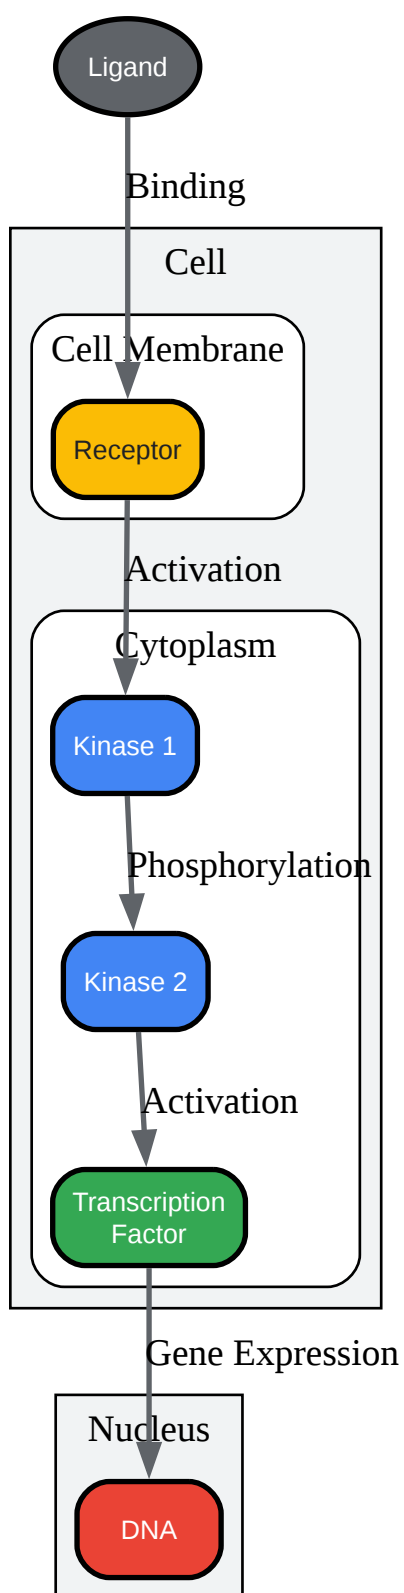 Ligand
Binding
Cell
Cell Membrane
Receptor
Activation
Cytoplasm
Kinase 1
Phosphorylation
Kinase 2
Activation
Transcription
Factor
Gene Expression
Nucleus
DNA